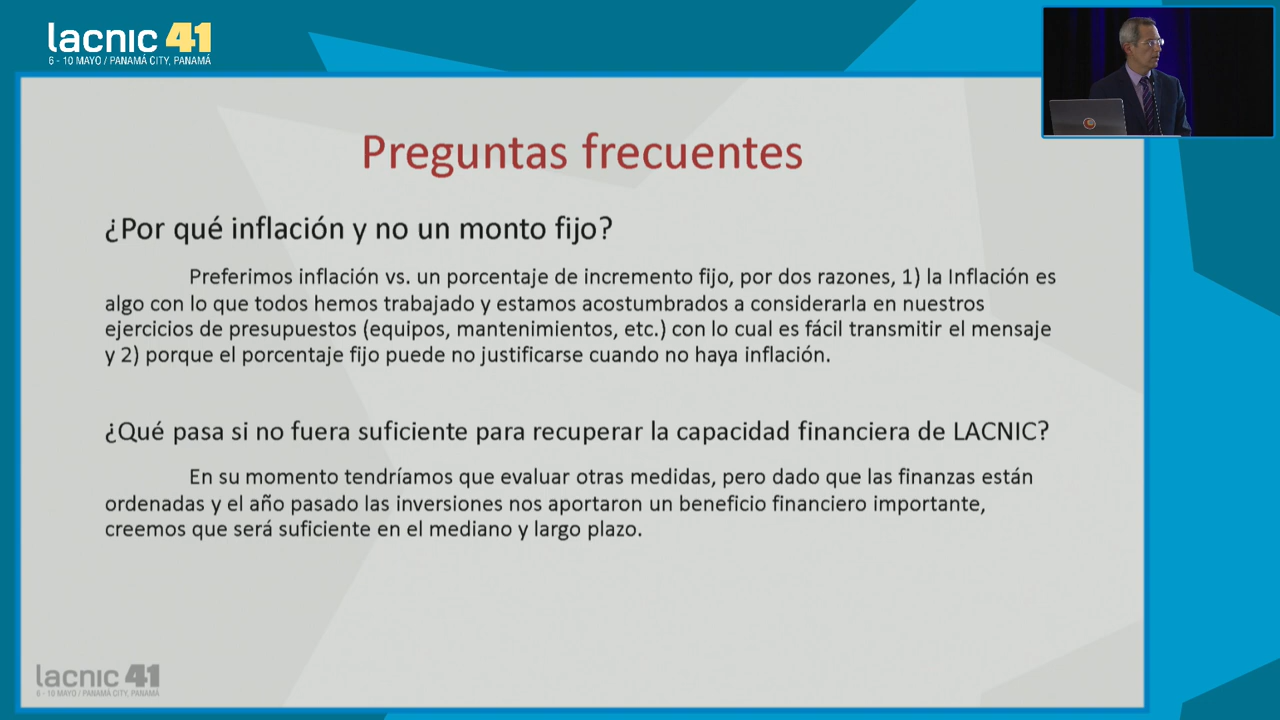 lacnic 41
6 - 10 MAYO / PANAMÁ CITY, PANAMÁ
Preguntas frecuentes
¿Por qué inflación y no un monto fijo?
Preferimos inflación vs. un porcentaje de incremento fijo, por dos razones, 1) la Inflación es
algo con lo que todos hemos trabajado y estamos acostumbrados a considerarla en nuestros
ejercicios de presupuestos (equipos, mantenimientos, etc.) con lo cual es fácil transmitir el mensaje
y 2) porque el porcentaje fijo puede no justificarse cuando no haya inflación.
¿Qué pasa si no fuera suficiente para recuperar la capacidad financiera de LACNIC?
En su momento tendríamos que evaluar otras medidas, pero dado que las finanzas están
ordenadas y el año pasado las inversiones nos aportaron un beneficio financiero importante,
creemos que será suficiente en el mediano y largo plazo.
lacnic 41
6 - 10 MAYO / PANAMÁ CITY, PANAMÁ